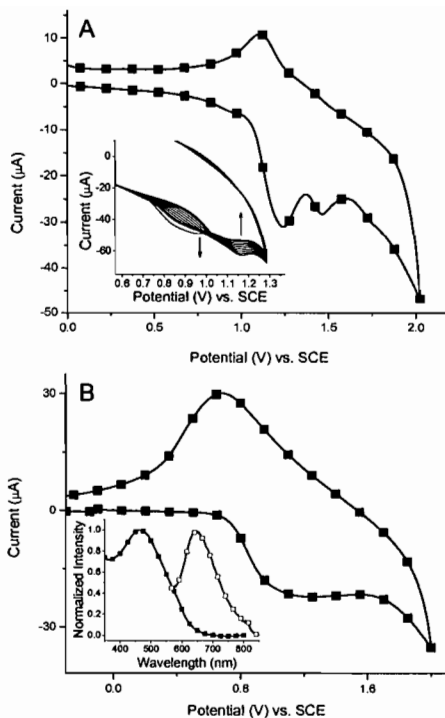 A
10
0
-10
-20
-30
-40
-50
Current (µA)
0
-20
-40
-60
Current (µA)
0.6 0.7 0.8 0.9 1.0 1.1 1.2 1.3
Potential (V) vs. SCE
0.0 0.5 1.0 1.5 2.0
Potential (V) vs. SCE
B
30
0
-30
Current (µA)
1.0
0.8
0.6
0.4
0.2
0.0
Normalized Intensity
400 500 600 700 800
Wavelength (nm)
0.0 0.8 1.6
Potential (V) vs. SCE